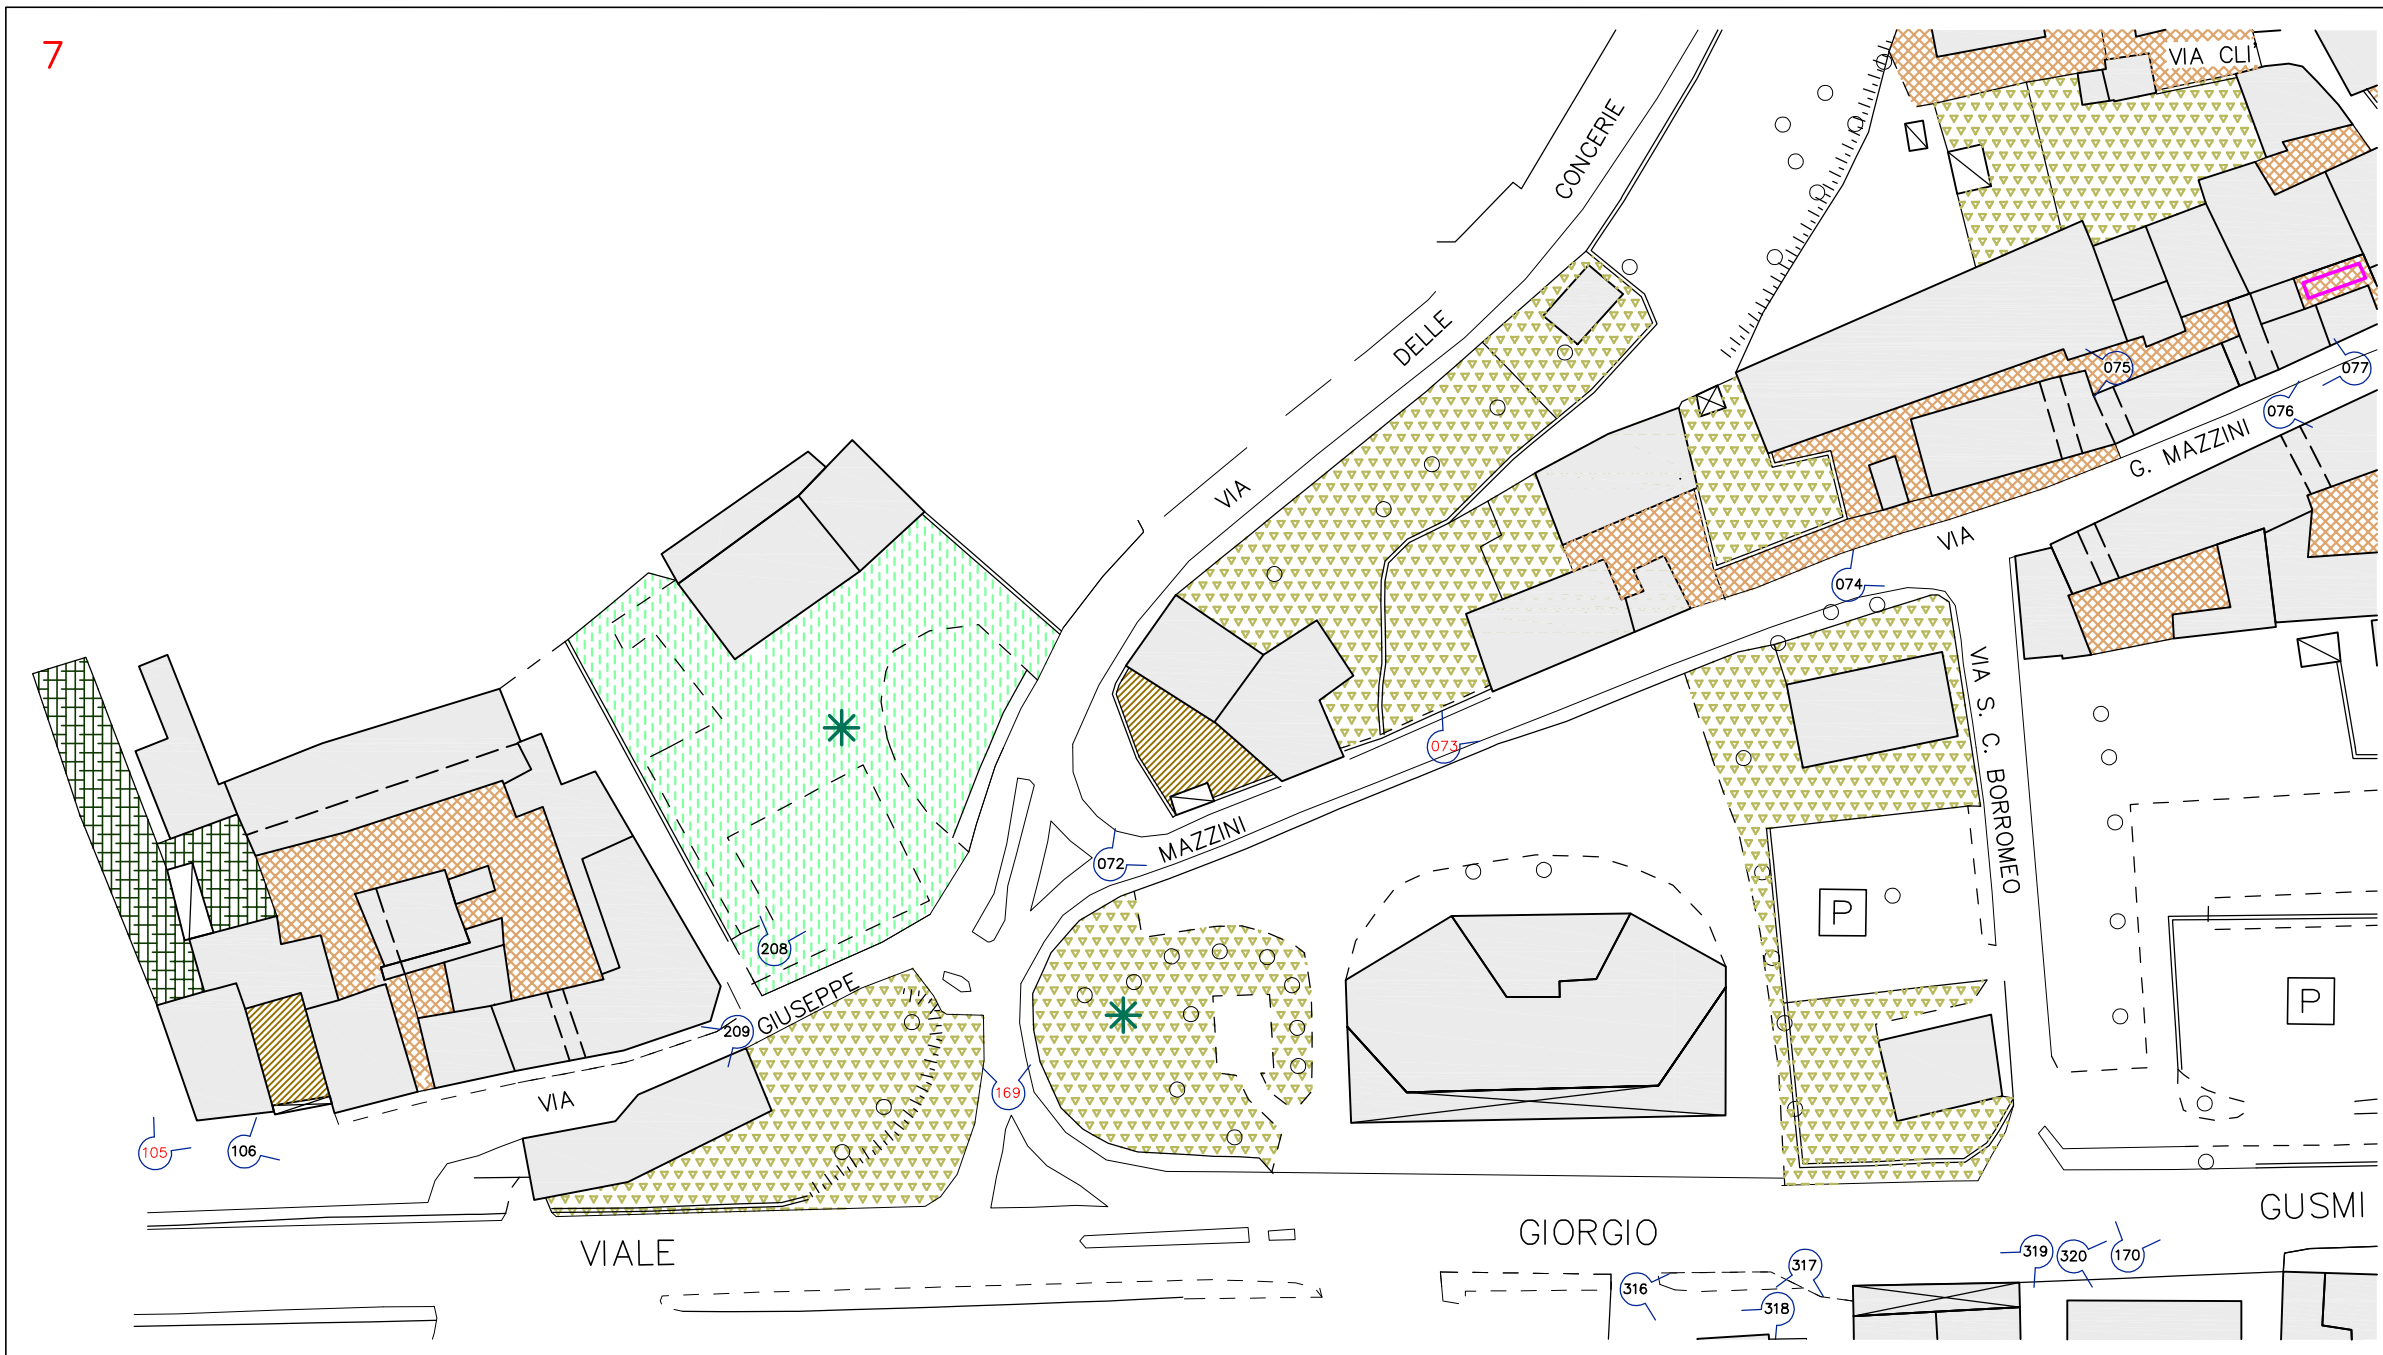 7
VIA CLI
CONCERIE
DELLE
VIA
075
077
076
G. MAZZINI
VIA
074
VIA S. C. BORROMEO
073
MAZZINI
072
P
208
GIUSEPPE
209
P
VIA
169
105
106
GUSMI
GIORGIO
VIALE
319
320
170
317
316
318